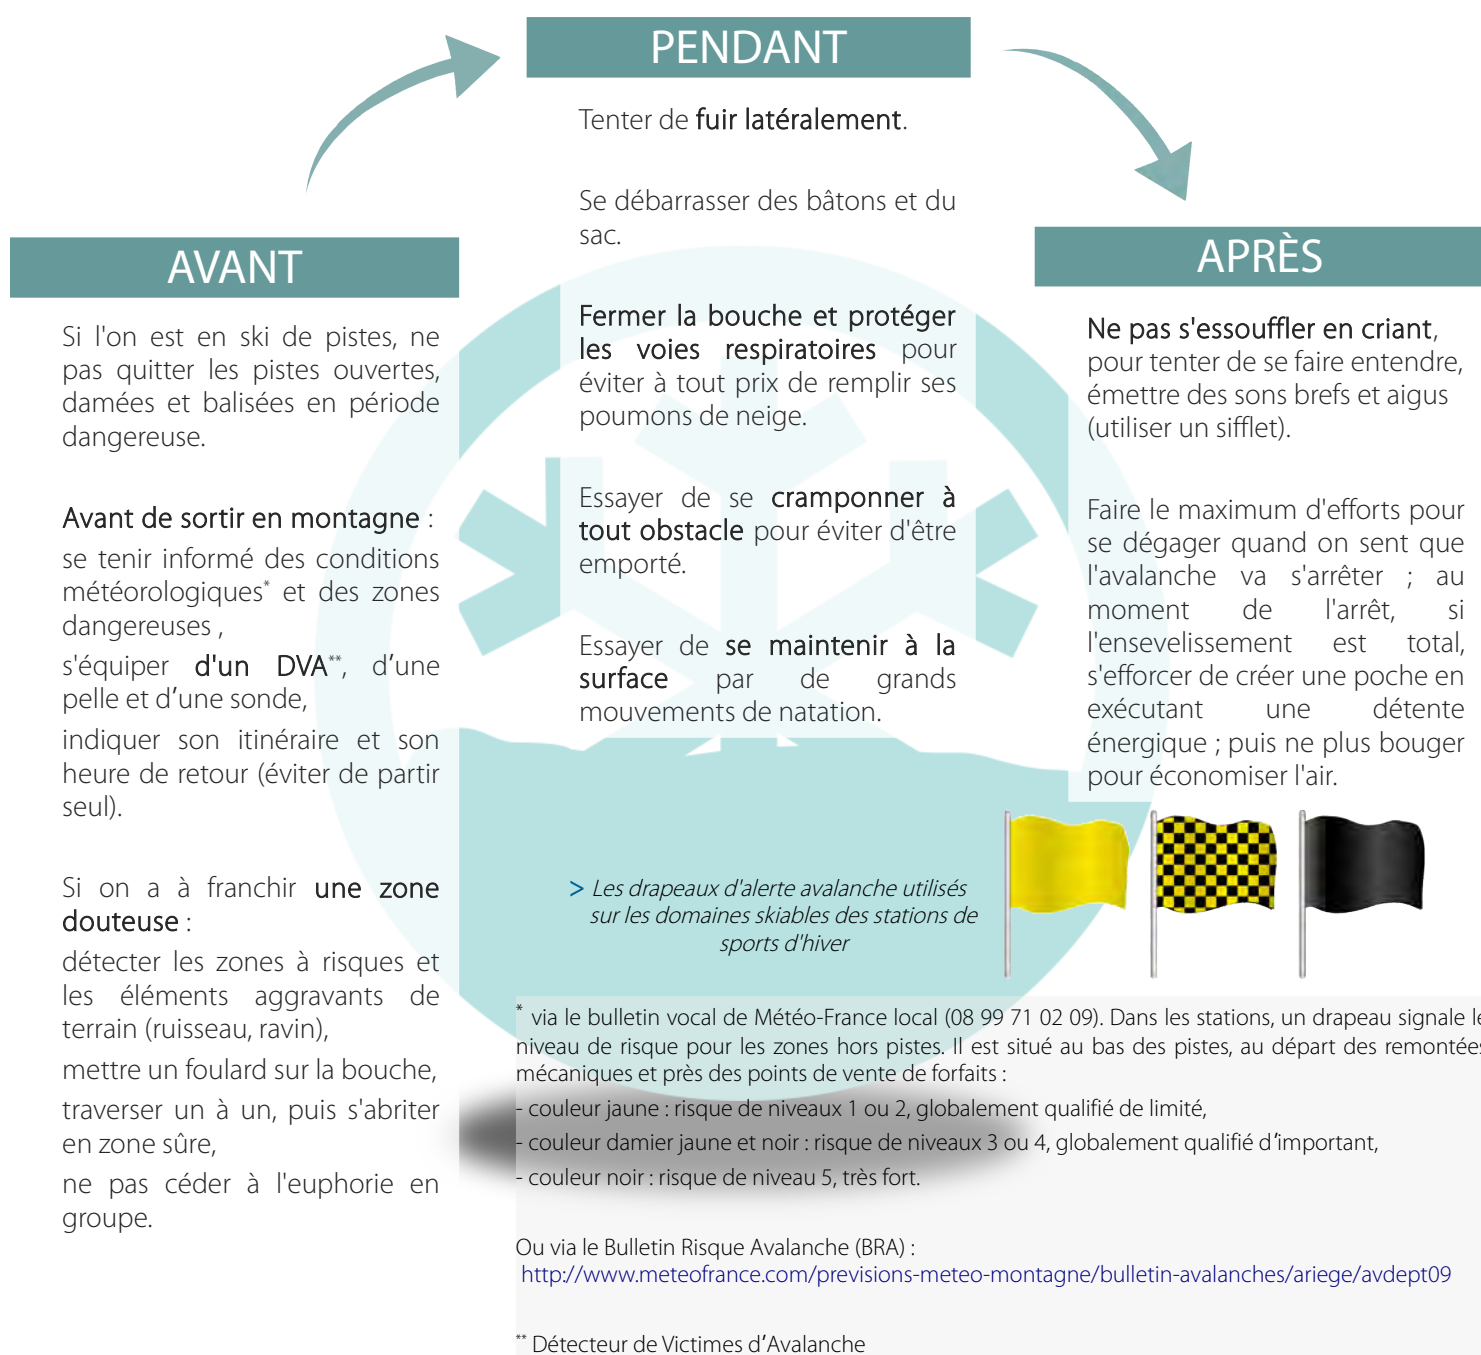 PENDANT
Tenter de fuir latéralement.
Se débarrasser des bâtons et du
sac.
Fermer la bouche et protéger
les voies respiratoires pour
éviter à tout prix de remplir ses
poumons de neige.
Essayer de se cramponner à
tout obstacle pour éviter d'être
emporté.
Essayer de se maintenir à la
surface par de grands
mouvements de natation.
AVANT
Si l'on est en ski de pistes, ne
pas quitter les pistes ouvertes,
damées et balisées en période
dangereuse.
Avant de sortir en montagne :
se tenir informé des conditions
météorologiques* et des zones
dangereuses ,
s'équiper d'un DVA**, d'une
pelle et d'une sonde,
indiquer son itinéraire et son
heure de retour (éviter de partir
seul).
Si on a à franchir une zone
douteuse :
détecter les zones à risques et
les éléments aggravants de
terrain (ruisseau, ravin),
mettre un foulard sur la bouche,
traverser un à un, puis s'abriter
en zone sûre,
ne pas céder à l'euphorie en
groupe.
APRÈS
Ne pas s'essouffler en criant,
pour tenter de se faire entendre,
émettre des sons brefs et aigus
(utiliser un sifflet).
Faire le maximum d'efforts pour
se dégager quand on sent que
l'avalanche va s'arrêter ; au
moment de l'arrêt, si
l'ensevelissement est total,
s'efforcer de créer une poche en
exécutant une détente
énergique ; puis ne plus bouger
pour économiser l'air.
> Les drapeaux d'alerte avalanche utilisés
sur les domaines skiables des stations de
sports d'hiver
* via le bulletin vocal de Météo-France local (08 99 71 02 09). Dans les stations, un drapeau signale le
niveau de risque pour les zones hors pistes. Il est situé au bas des pistes, au départ des remontées
mécaniques et près des points de vente de forfaits :
- couleur jaune : risque de niveaux 1 ou 2, globalement qualifié de limité,
- couleur damier jaune et noir : risque de niveaux 3 ou 4, globalement qualifié d'important,
- couleur noir : risque de niveau 5, très fort.
Ou via le Bulletin Risque Avalanche (BRA) :
http://www.meteofrance.com/previsions-meteo-montagne/bulletin-avalanches/ariege/avdept09
** Détecteur de Victimes d'Avalanche